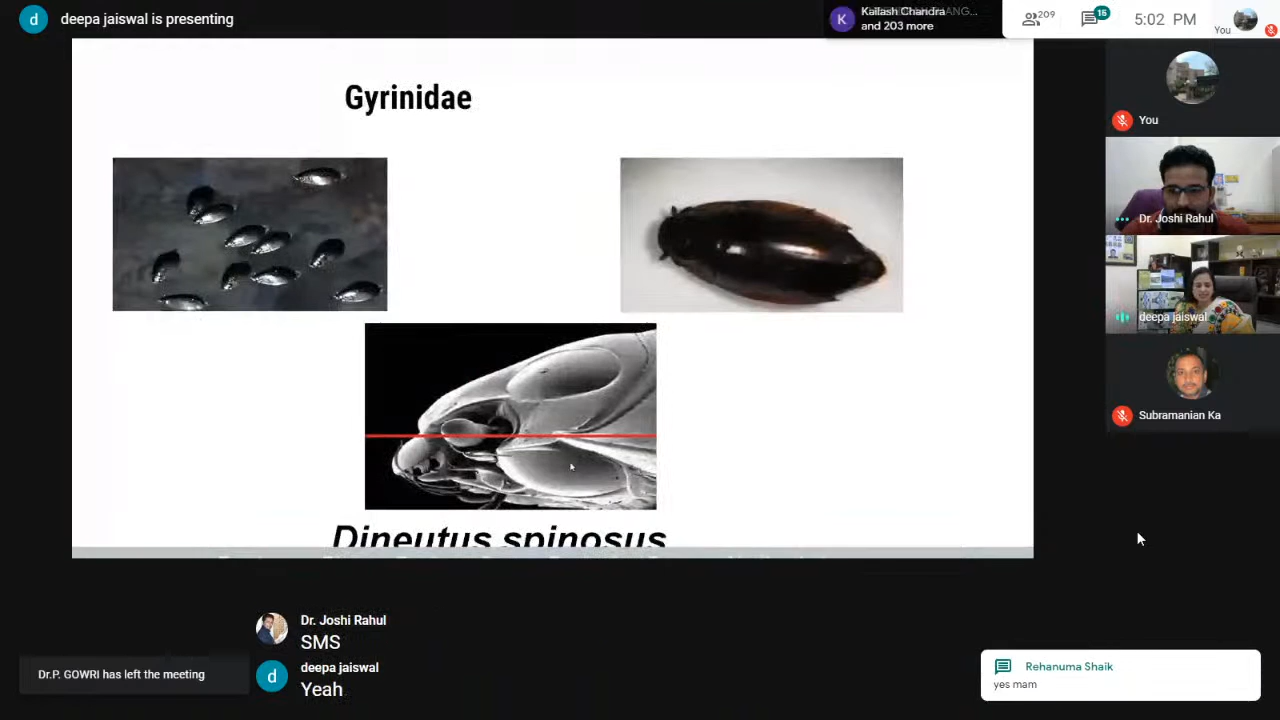 d deepa jaiswal is presenting
K Kailash Chandra
and 203 more
209
15
5:02 PM
You
Gyrinidae
You
Dr. Joshi Rahul
deepa jaiswal
Subramanian Ka
Dineutus spinosus
Dr. Joshi Rahul
SMS
Dr.P. GOWRI has left the meeting
d deepa jaiswal
Yeah
Rehanuma Shaik
yes mam